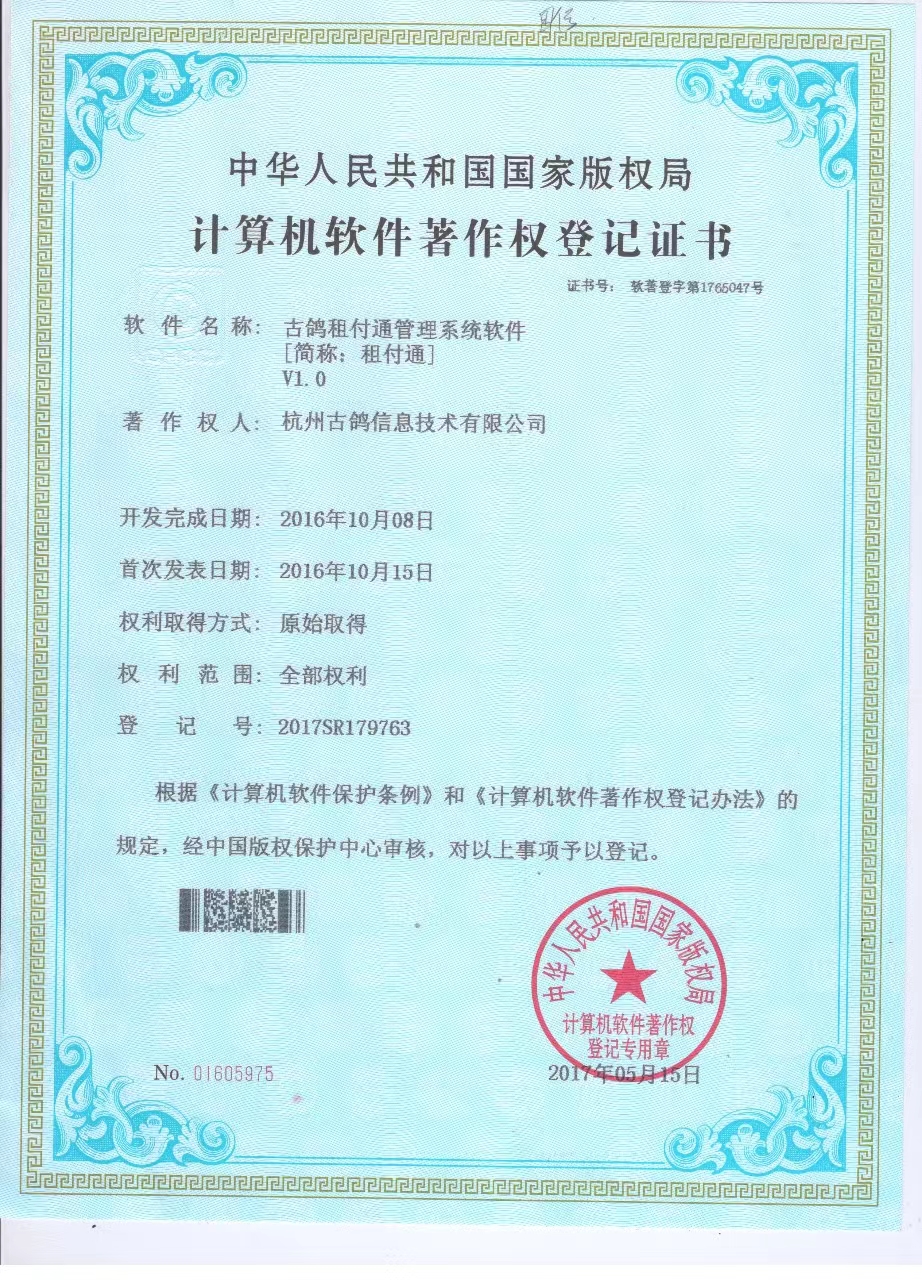 中华人民共和国国家版权局
计算机软件著作权登记证书
证书号: 软著登字第1765047号
软件名称: 古鸽租付通管理系统软件
[简称: 租付通]
V1.0
著作权人: 杭州古鸽信息技术有限公司
开发完成日期: 2016年10月08日
首次发表日期: 2016年10月15日
权利取得方式: 原始取得
权利范围: 全部权利
登记号: 2017SR179763
根据《计算机软件保护条例》和《计算机软件著作权登记办法》的
规定，经中国版权保护中心审核，对以上事项予以登记。
中华人民共和国国家版权局
计算机软件著作权
登记专用章
No. 01605975
2017年05月15日